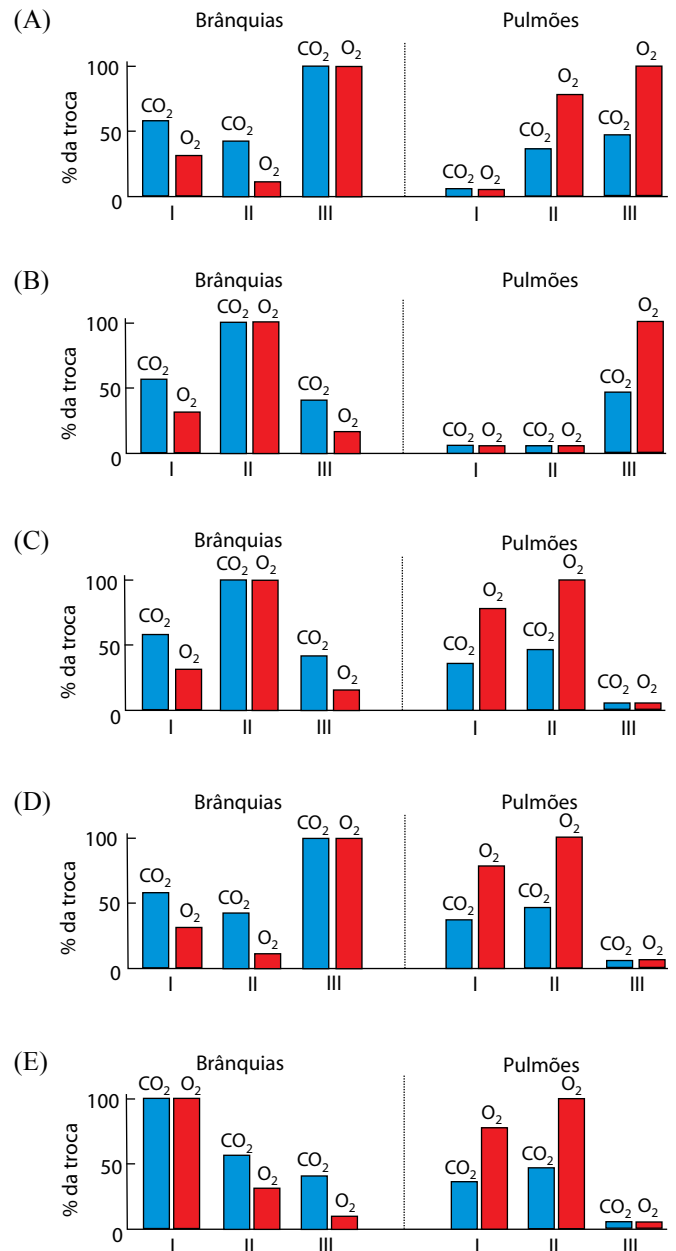 (A)
Brânquias Pulmões
% da troca
100
50
0
CO₂ O₂ CO₂ O₂ CO₂ O₂ CO₂ O₂ CO₂ O₂ CO₂ O₂
I II III I II III
(B)
Brânquias Pulmões
% da troca
100
50
0
CO₂ O₂ CO₂ O₂ CO₂ O₂ CO₂ O₂ CO₂ O₂ CO₂ O₂
I II III I II III
(C)
Brânquias Pulmões
% da troca
100
50
0
CO₂ O₂ CO₂ O₂ CO₂ O₂ CO₂ O₂ CO₂ O₂ CO₂ O₂
I II III I II III
(D)
Brânquias Pulmões
% da troca
100
50
0
CO₂ O₂ CO₂ O₂ CO₂ O₂ CO₂ O₂ CO₂ O₂ CO₂ O₂
I II III I II III
(E)
Brânquias Pulmões
% da troca
100
50
0
CO₂ O₂ CO₂ O₂ CO₂ O₂ CO₂ O₂ CO₂ O₂ CO₂ O₂
I II III I II III